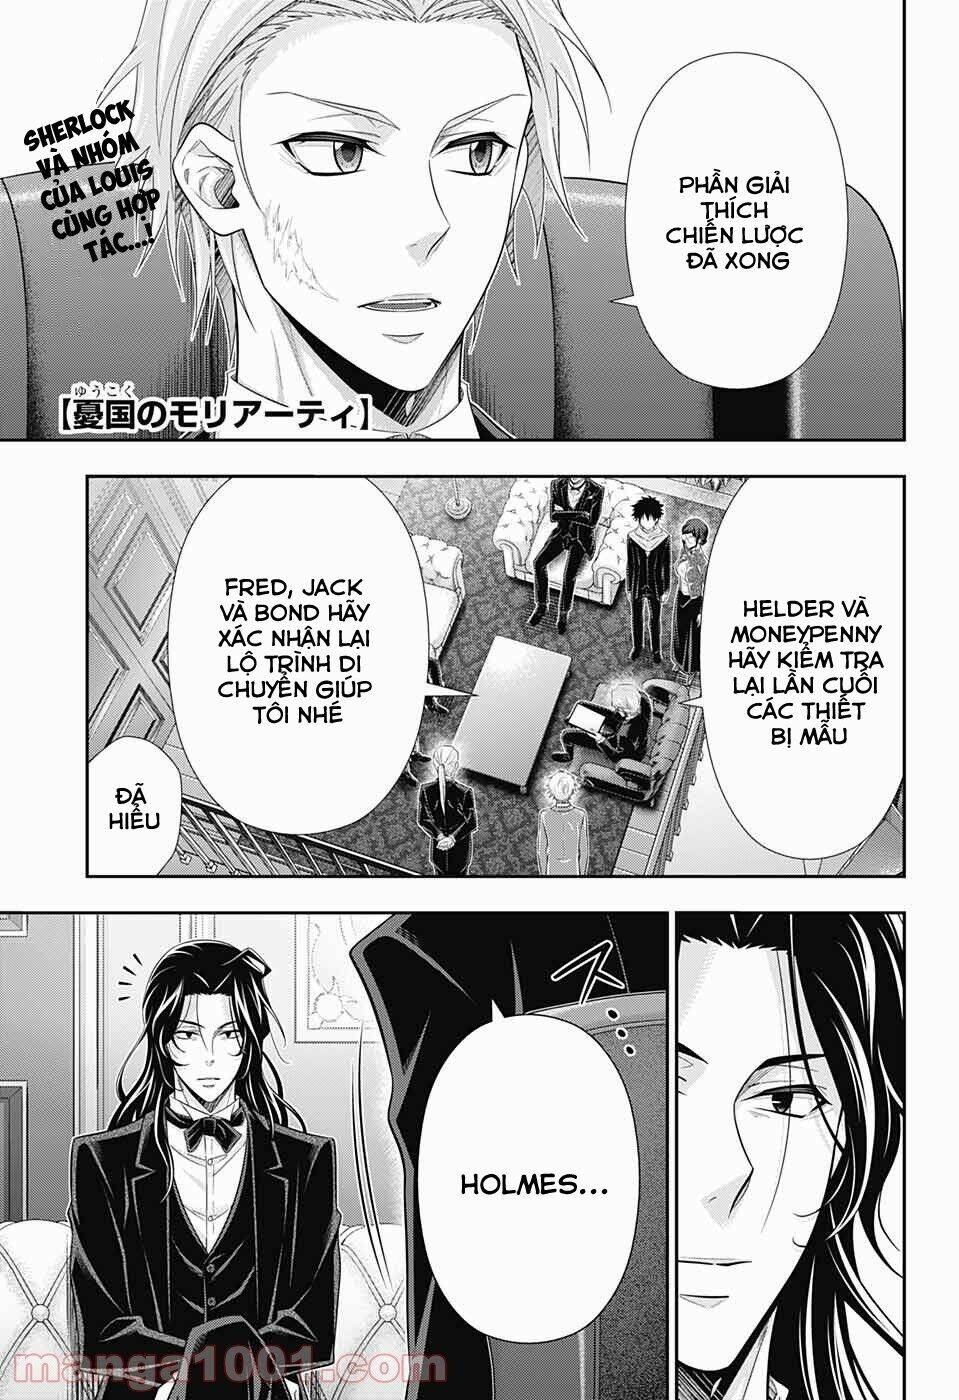 SHERLOCK
VÀ NHÓM
CỦA LOUIS
CÙNG HỢP
TÁC...!
PHẦN GIẢI
THÍCH
CHIẾN LƯỢC
ĐÃ XONG
ゆうこく
【憂国のモリアーティ】
HELDER VÀ
MONEYPENNY
HÃY KIỂM TRA
LẠI LẦN CUỐI
CÁC THIẾT
BỊ MẪU
FRED, JACK
VÀ BOND HÃY
XÁC NHẬN LẠI
LỘ TRÌNH DI
CHUYỂN GIÚP
TÔI NHÉ
ĐÃ
HIỂU
ス...
HOLMES...
manga1001.com